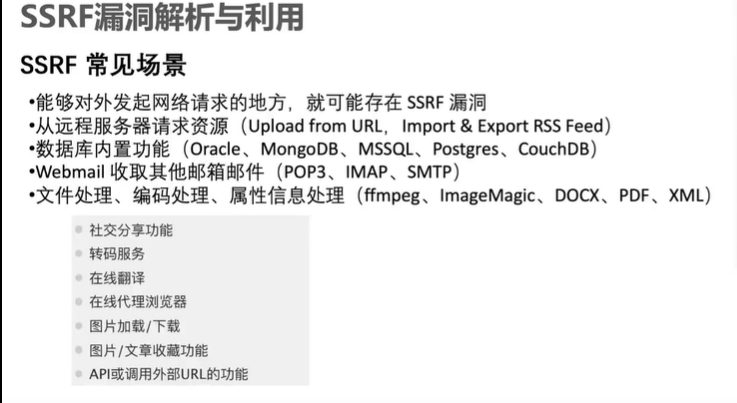 SSRF漏洞解析与利用
SSRF 常见场景
•能够对外发起网络请求的地方，就可能存在 SSRF 漏洞
•从远程服务器请求资源（Upload from URL，Import & Export RSS Feed）
•数据库内置功能（Oracle、MongoDB、MSSQL、Postgres、CouchDB）
•Webmail 收取其他邮箱邮件（POP3、IMAP、SMTP）
•文件处理、编码处理、属性信息处理（ffmpeg、ImageMagic、DOCX、PDF、XML）
社交分享功能
转码服务
在线翻译
在线代理浏览器
图片加载/下载
图片/文章收藏功能
API或调用外部URL的功能